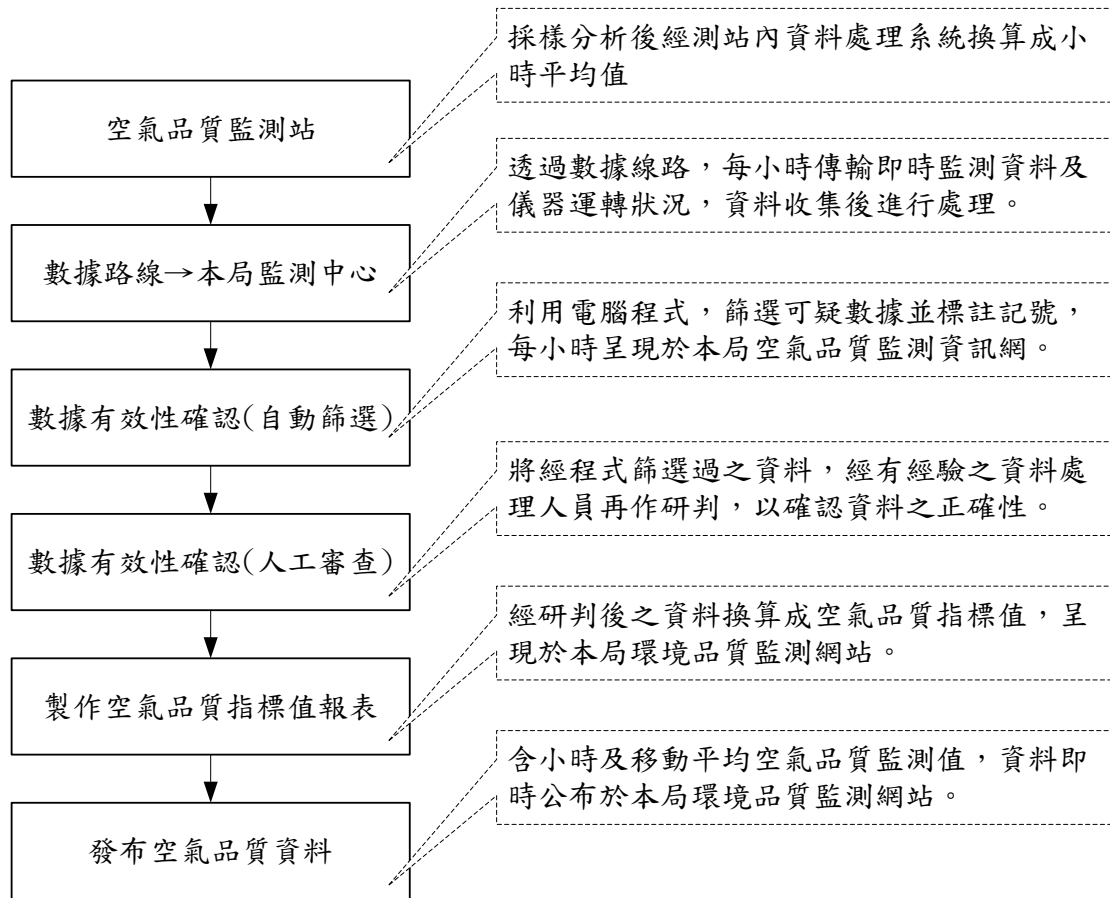 採樣分析後經測站內資料處理系統換算成小
時平均值
空氣品質監測站
透過數據線路，每小時傳輸即時監測資料及
儀器運轉狀況，資料收集後進行處理。
數據路線→本局監測中心
利用電腦程式，篩選可疑數據並標註記號，
每小時呈現於本局空氣品質監測資訊網。
數據有效性確認(自動篩選)
將經程式篩選過之資料，經有經驗之資料處
理人員再作研判，以確認資料之正確性。
數據有效性確認(人工審查)
經研判後之資料換算成空氣品質指標值，呈
現於本局環境品質監測網站。
製作空氣品質指標值報表
含小時及移動平均空氣品質監測值，資料即
時公布於本局環境品質監測網站。
發布空氣品質資料